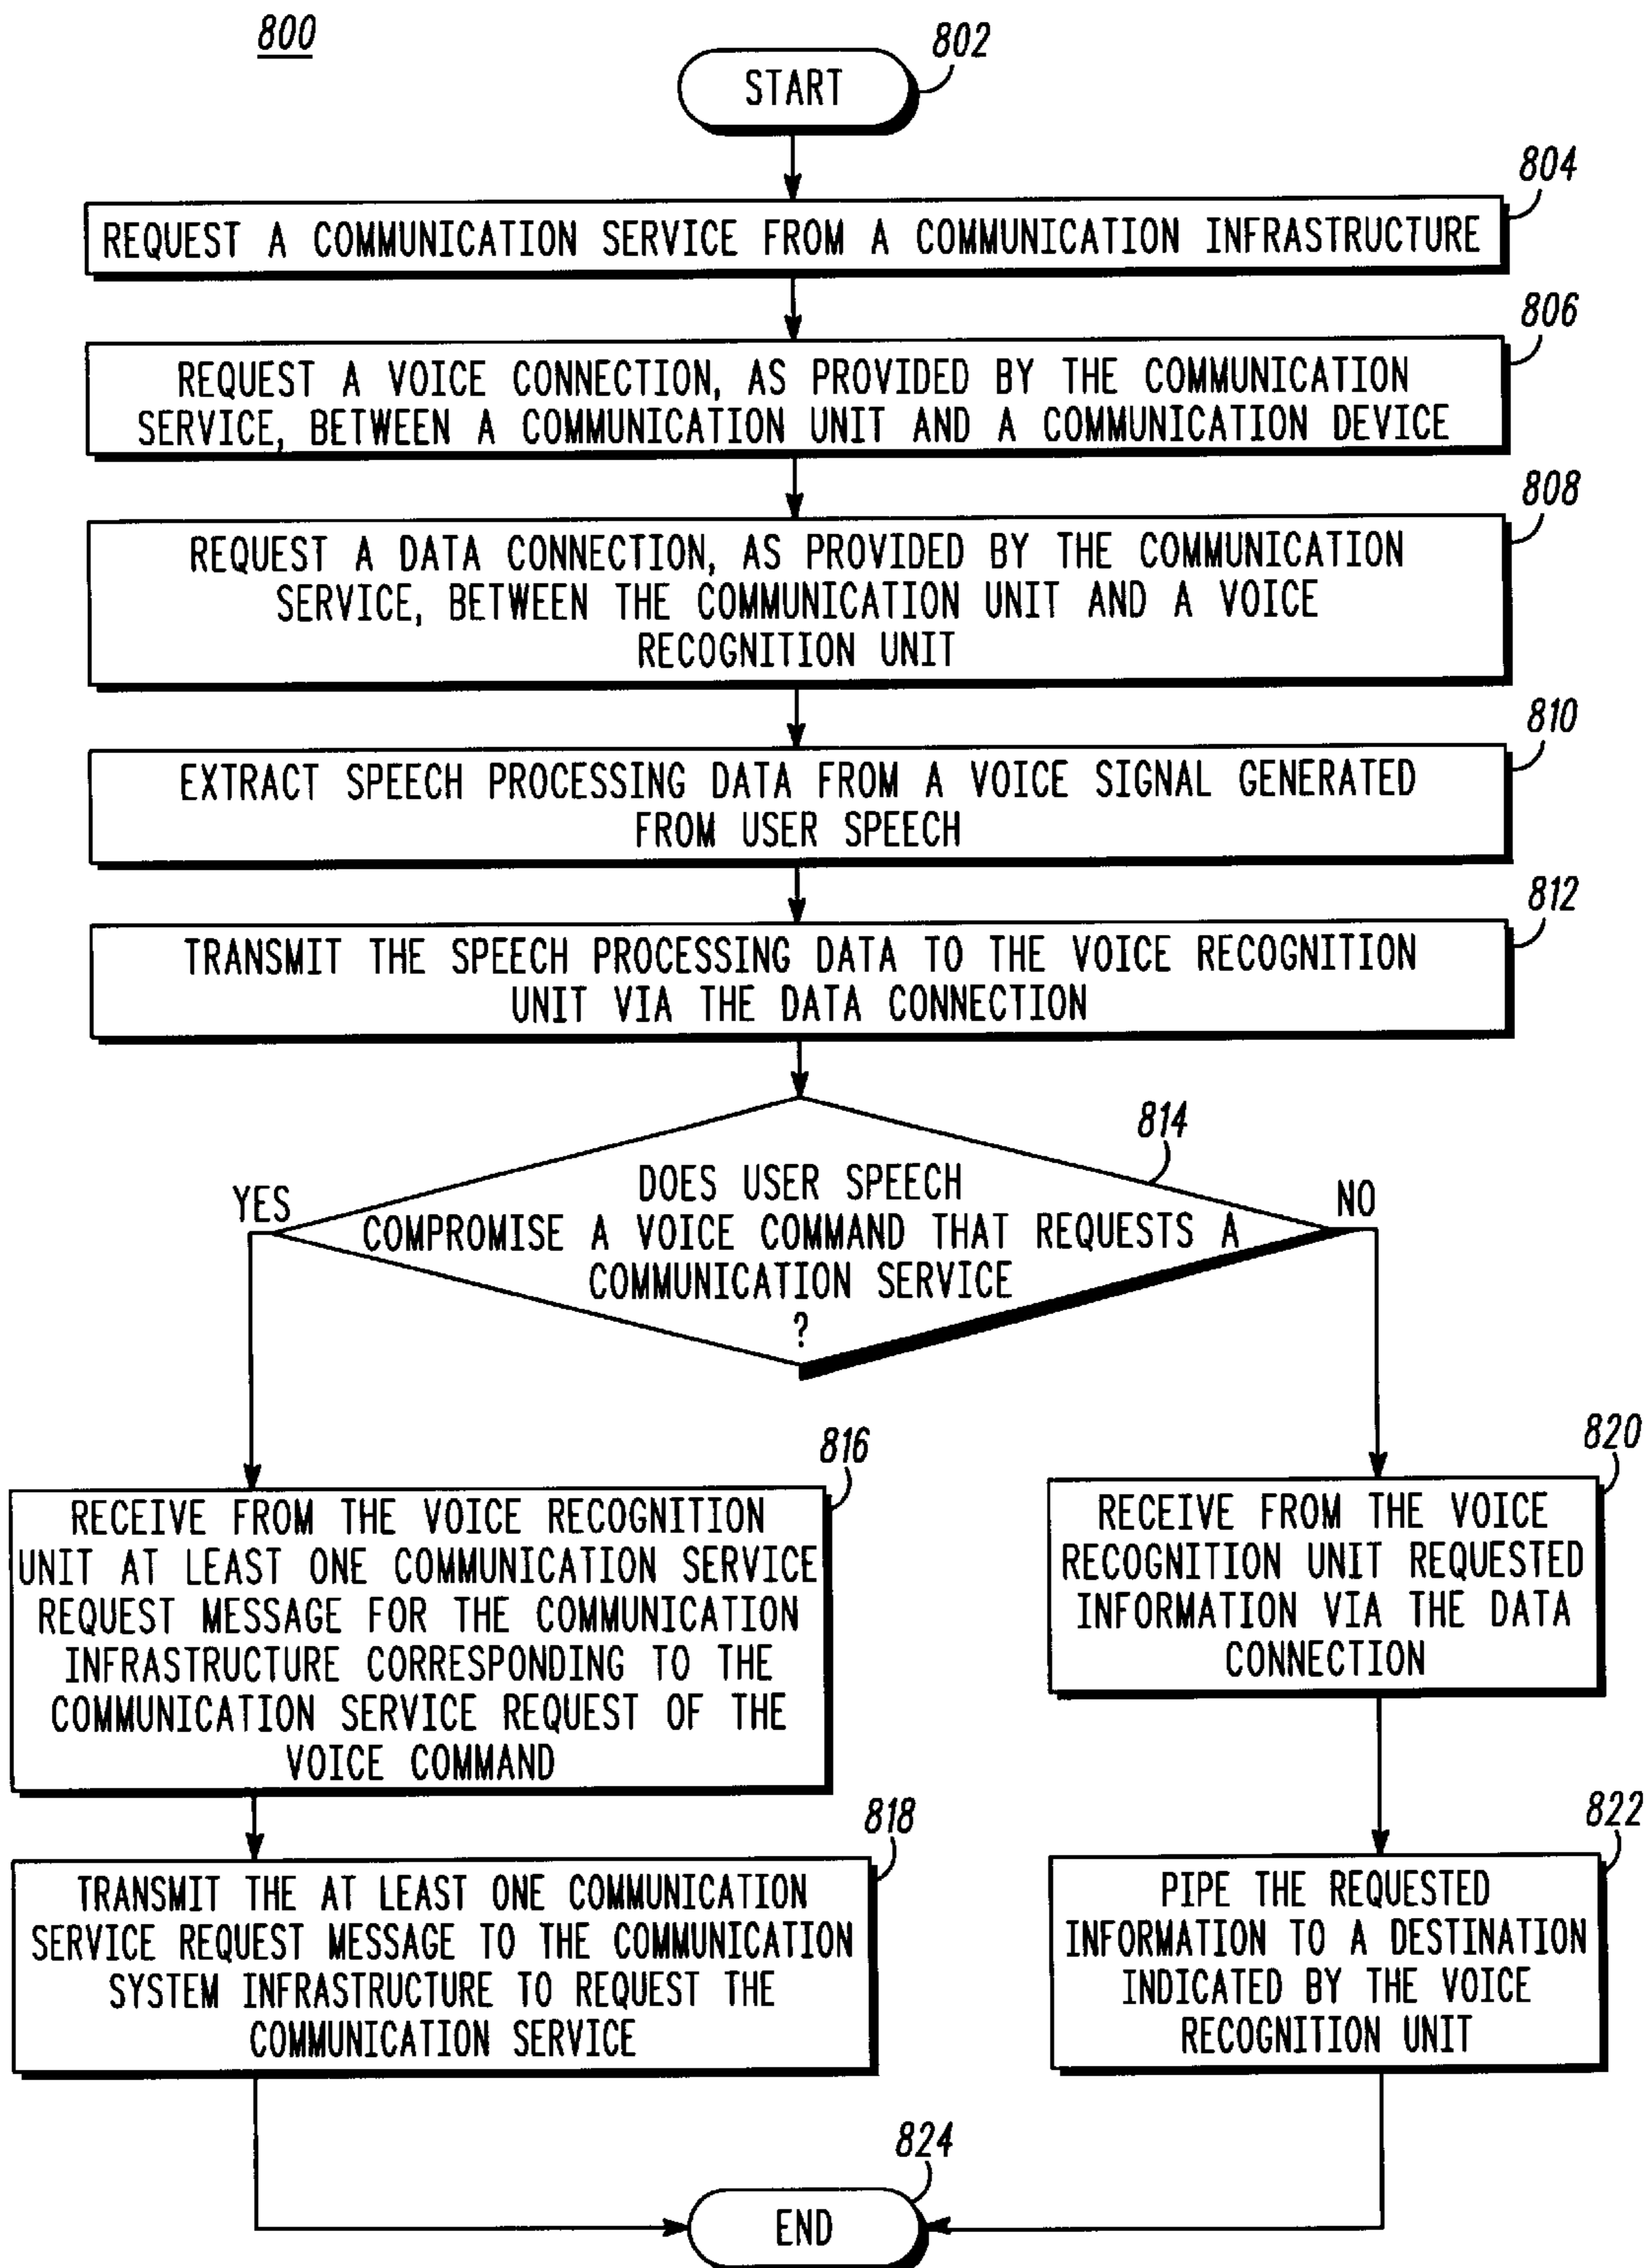 800
START
802
804
REQUEST A COMMUNICATION SERVICE FROM A COMMUNICATION INFRASTRUCTURE
806
REQUEST A VOICE CONNECTION, AS PROVIDED BY THE COMMUNICATION
SERVICE, BETWEEN A COMMUNICATION UNIT AND A COMMUNICATION DEVICE
808
REQUEST A DATA CONNECTION, AS PROVIDED BY THE COMMUNICATION
SERVICE, BETWEEN THE COMMUNICATION UNIT AND A VOICE
RECOGNITION UNIT
810
EXTRACT SPEECH PROCESSING DATA FROM A VOICE SIGNAL GENERATED
FROM USER SPEECH
812
TRANSMIT THE SPEECH PROCESSING DATA TO THE VOICE RECOGNITION
UNIT VIA THE DATA CONNECTION
814
DOES USER SPEECH
COMPROMISE A VOICE COMMAND THAT REQUESTS A
COMMUNICATION SERVICE
?
YES
NO
816
RECEIVE FROM THE VOICE RECOGNITION
UNIT AT LEAST ONE COMMUNICATION SERVICE
REQUEST MESSAGE FOR THE COMMUNICATION
INFRASTRUCTURE CORRESPONDING TO THE
COMMUNICATION SERVICE REQUEST OF THE
VOICE COMMAND
818
TRANSMIT THE AT LEAST ONE COMMUNICATION
SERVICE REQUEST MESSAGE TO THE COMMUNICATION
SYSTEM INFRASTRUCTURE TO REQUEST THE
COMMUNICATION SERVICE
820
RECEIVE FROM THE VOICE
RECOGNITION UNIT REQUESTED
INFORMATION VIA THE DATA
CONNECTION
822
PIPE THE REQUESTED
INFORMATION TO A DESTINATION
INDICATED BY THE VOICE
RECOGNITION UNIT
824
END